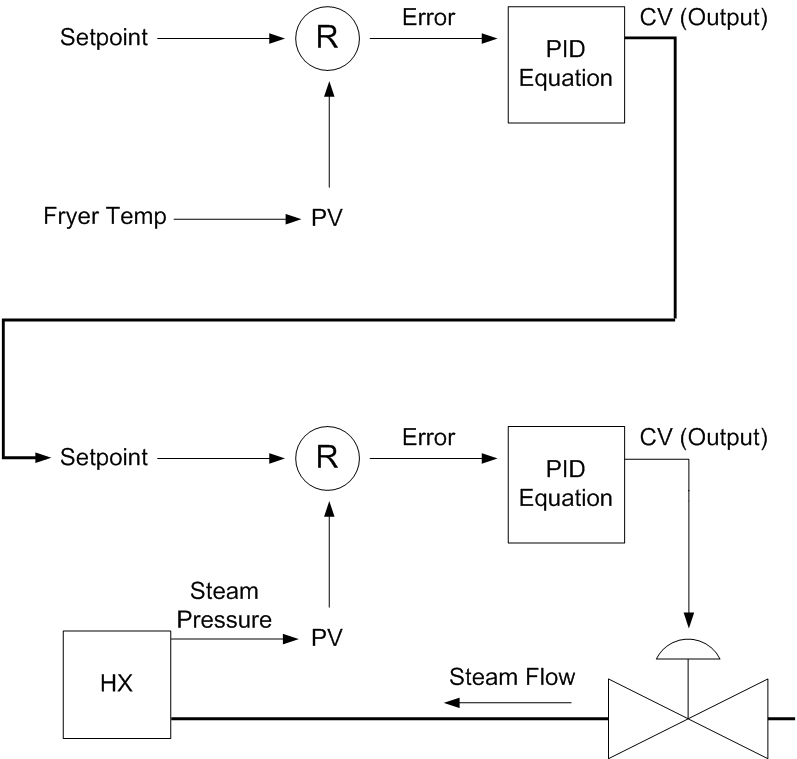 Setpoint
R
Error
PID
Equation
CV (Output)
Fryer Temp
PV
Setpoint
R
Error
PID
Equation
CV (Output)
Steam
Pressure
PV
HX
Steam Flow